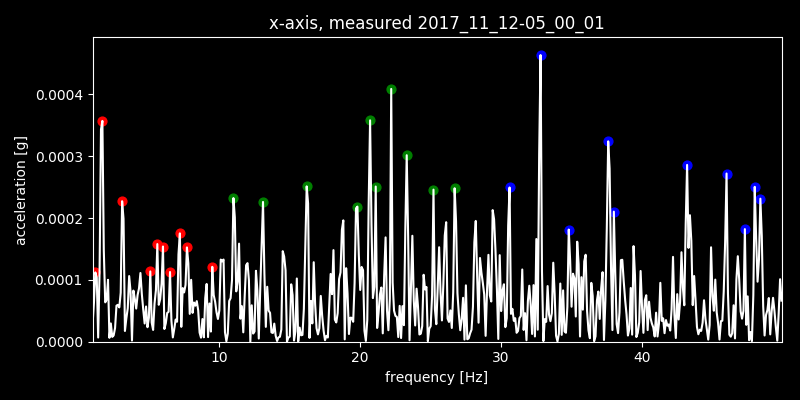 x-axis, measured 2017_11_12-05_00_01
acceleration [g]
0.0004
0.0003
0.0002
0.0001
0.0000
10 20 30 40
frequency [Hz]